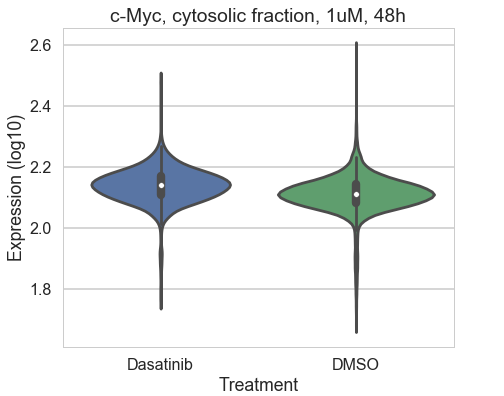 c-Myc, cytosolic fraction, 1uM, 48h
Expression (log10)
2.6
2.4
2.2
2.0
1.8
Dasatinib
DMSO
Treatment